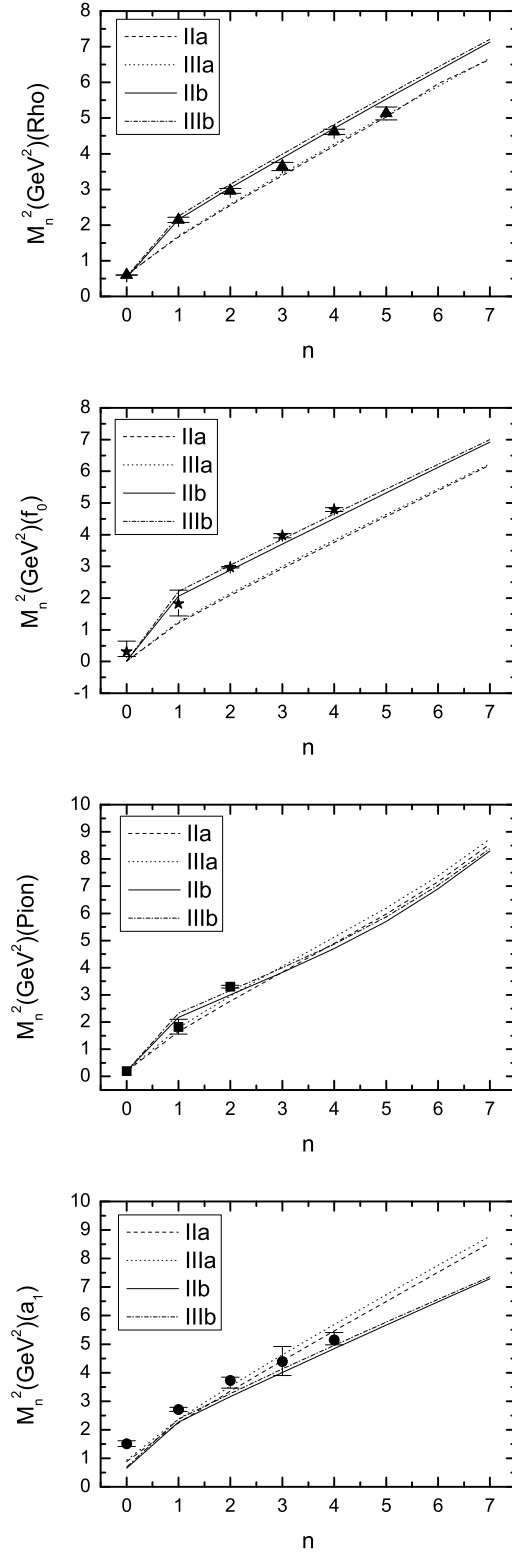 8
7
6
5
4
3
2
1
0
M_n^2(GeV^2)(Rho)
IIa
IIIa
IIb
IIIb
0 1 2 3 4 5 6 7
n
8
7
6
5
4
3
2
1
0
-1
M_n^2(GeV^2)(f_0)
IIa
IIIa
IIb
IIIb
0 1 2 3 4 5 6 7
n
10
9
8
7
6
5
4
3
2
1
0
M_n^2(GeV^2)(Pion)
IIa
IIIa
IIb
IIIb
0 1 2 3 4 5 6 7
n
10
9
8
7
6
5
4
3
2
1
0
M_n^2(GeV^2)(a_1)
IIa
IIIa
IIb
IIIb
0 1 2 3 4 5 6 7
n